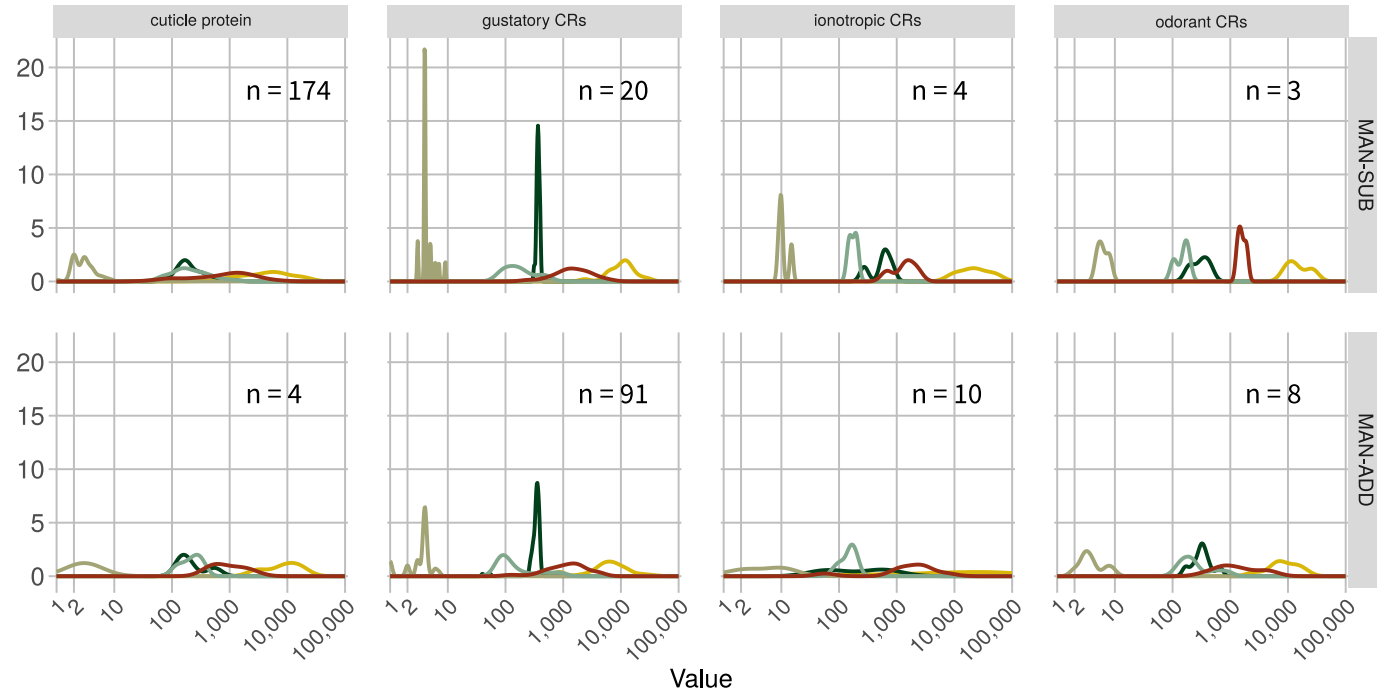 cuticle protein gustatory CRs ionotropic CRs odorant CRs
20
15
10
5
0
n = 174 n = 20 n = 4 n = 3
MAN-SUB
20
15
10
5
0
n = 4 n = 91 n = 10 n = 8
MAN-ADD
1 2 10 100 1,000 10,000 100,000 1 2 10 100 1,000 10,000 100,000 1 2 10 100 1,000 10,000 100,000 1 2 10 100 1,000 10,000 100,000
Value